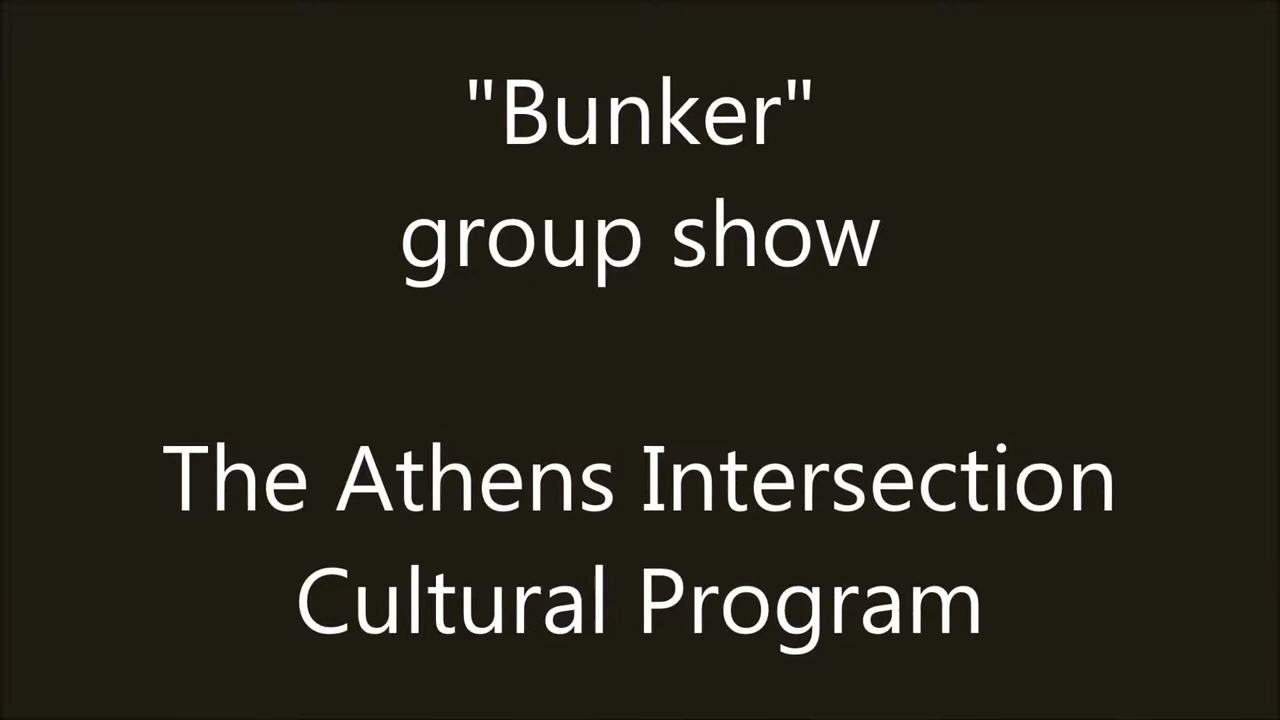 "Bunker"
group show
The Athens Intersection
Cultural Program